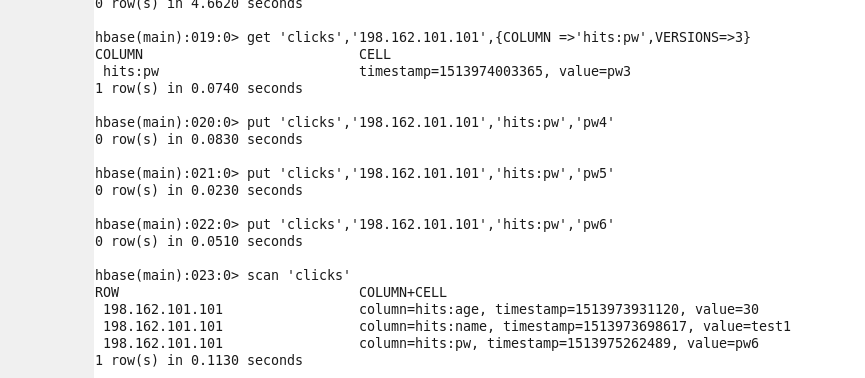 0 row(s) in 4.6620 seconds
hbase(main):019:0> get 'clicks','198.162.101.101',{COLUMN =>'hits:pw',VERSIONS=>3}
COLUMN CELL
hits:pw timestamp=1513974003365, value=pw3
1 row(s) in 0.0740 seconds
hbase(main):020:0> put 'clicks','198.162.101.101','hits:pw','pw4'
0 row(s) in 0.0830 seconds
hbase(main):021:0> put 'clicks','198.162.101.101','hits:pw','pw5'
0 row(s) in 0.0230 seconds
hbase(main):022:0> put 'clicks','198.162.101.101','hits:pw','pw6'
0 row(s) in 0.0510 seconds
hbase(main):023:0> scan 'clicks'
ROW COLUMN+CELL
198.162.101.101 column=hits:age, timestamp=1513973931120, value=30
198.162.101.101 column=hits:name, timestamp=1513973698617, value=test1
198.162.101.101 column=hits:pw, timestamp=1513975262489, value=pw6
1 row(s) in 0.1130 seconds